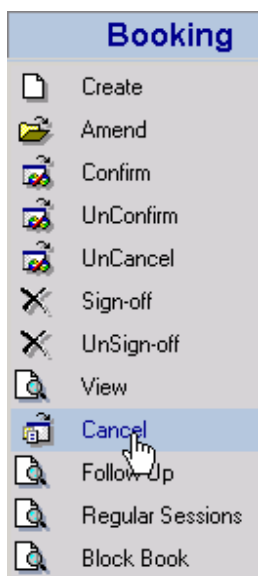 Booking
Create
Amend
Confirm
UnConfirm
UnCancel
Sign-off
UnSign-off
View
Cancel
Follow Up
Regular Sessions
Block Book